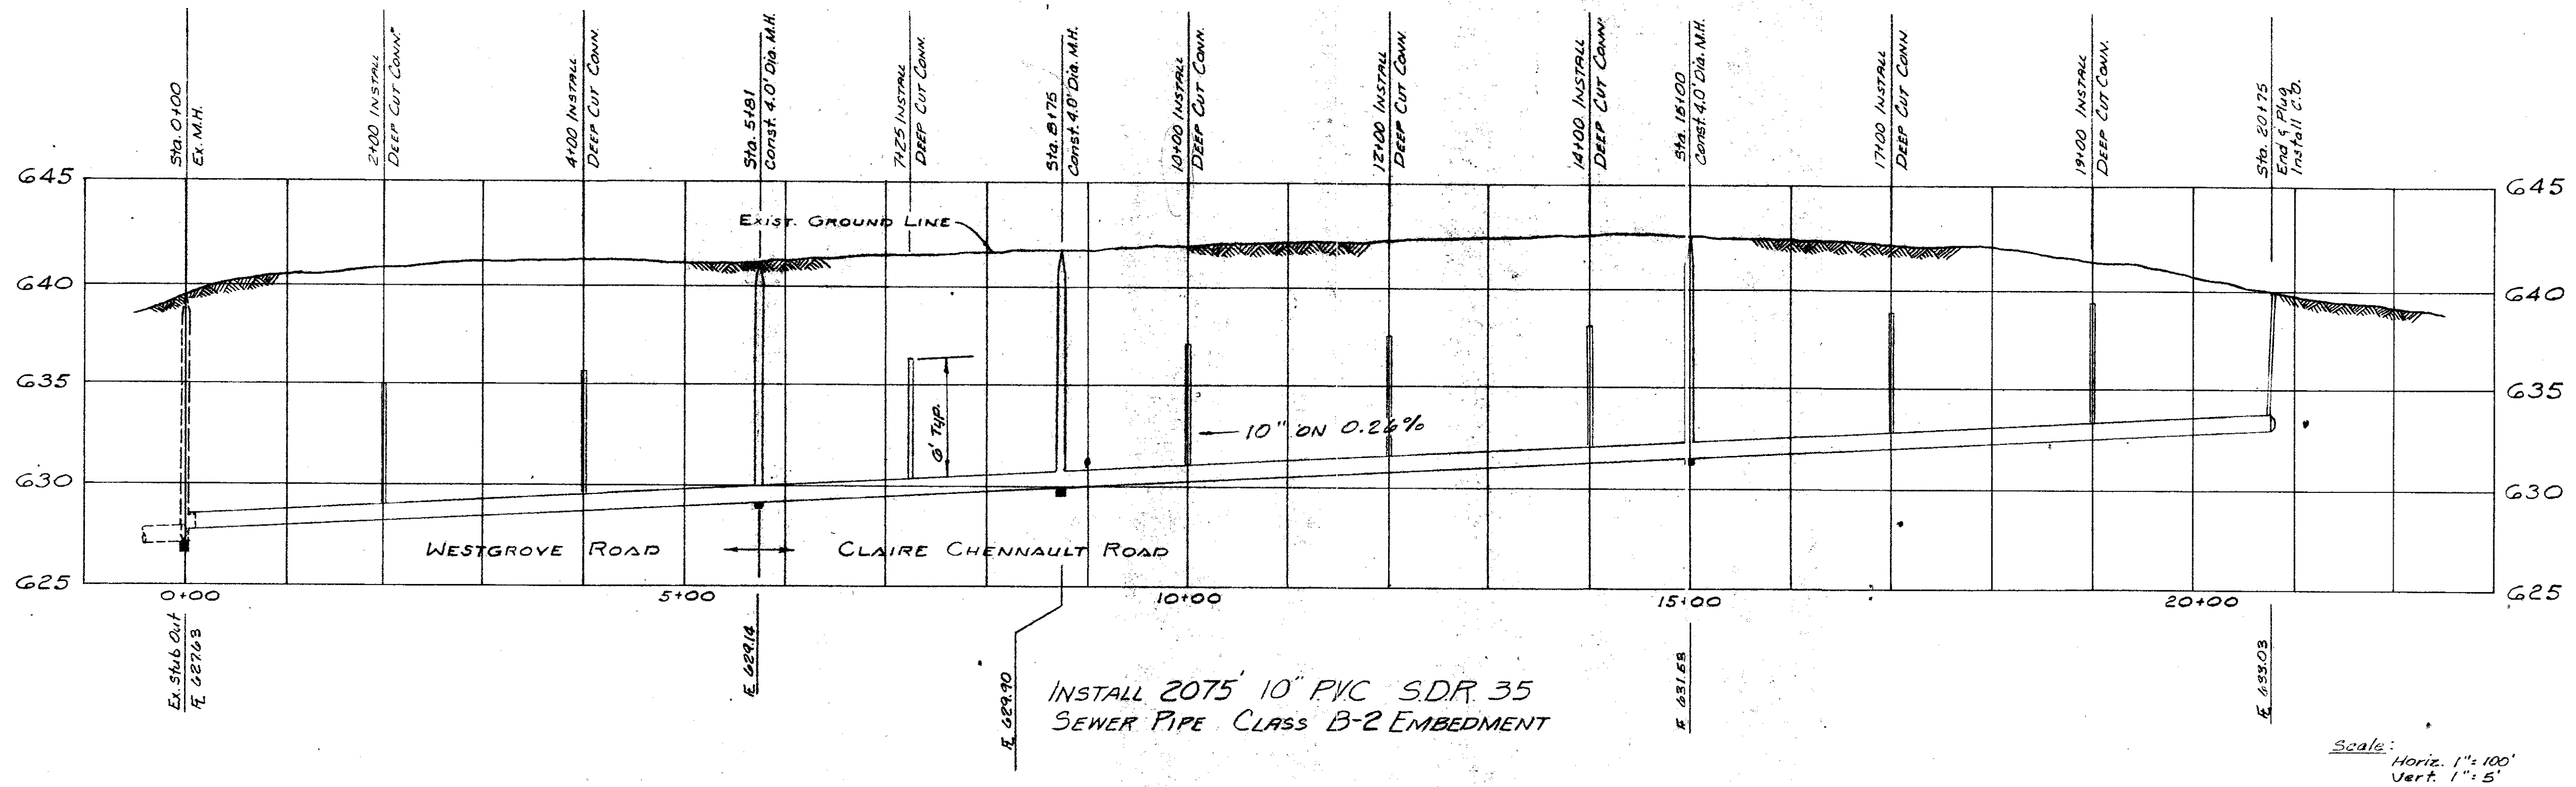 Sta. 0+00
Ex. M.H.
2+00 INSTALL
DEEP CUT CONN.
4+00 INSTALL
DEEP CUT CONN.
Sta. 5+81
Const. 4.0' Dia. M.H.
7+25 INSTALL
DEEP CUT CONN.
Sta. 8+75
Const. 4.0' Dia. M.H.
10+00 INSTALL
DEEP CUT CONN.
12+00 INSTALL
DEEP CUT CONN.
14+00 INSTALL
DEEP CUT CONN.
Sta. 15+00
Const. 4.0' Dia. M.H.
17+00 INSTALL
DEEP CUT CONN
19+00 INSTALL
DEEP CUT CONN.
Sta. 20+75
End & Plug
Install C.O.
645
645
EXIST. GROUND LINE
640
640
635
635
6' TYP.
10" ON 0.26%
630
630
WESTGROVE ROAD
CLAIRE CHENNAULT ROAD
625
625
0+00
5+00
10+00
15+00
20+00
Ex. Stub Out
FL 627.63
FL 629.14
FL 629.90
FL 631.53
FL 633.03
INSTALL 2075' 10" PVC S.D.R. 35
SEWER PIPE CLASS B-2 EMBEDMENT
Scale:
Horiz. 1"=100'
Vert. 1"=5'